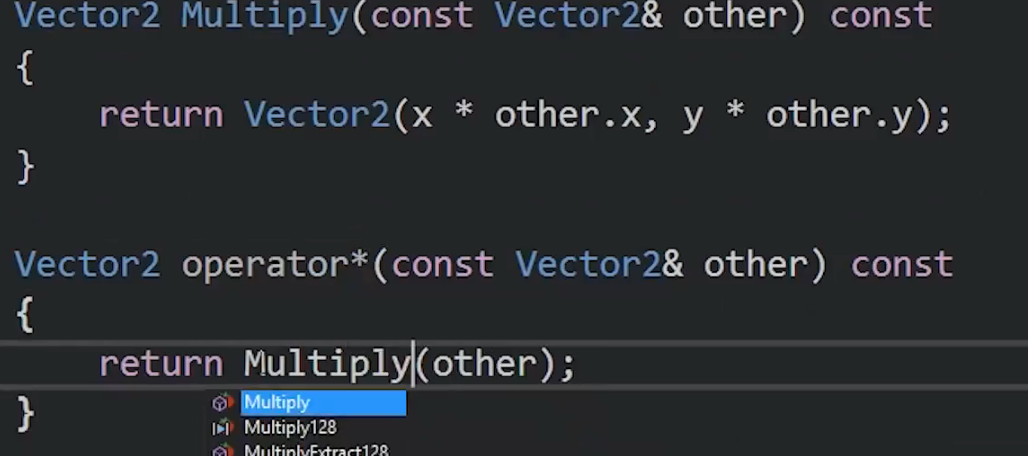 Vector2 Multiply(const Vector2& other) const
{
    return Vector2(x * other.x, y * other.y);
}

Vector2 operator*(const Vector2& other) const
{
    return Multiply(other);
}
Multiply
Multiply128
MultiplyExtract128